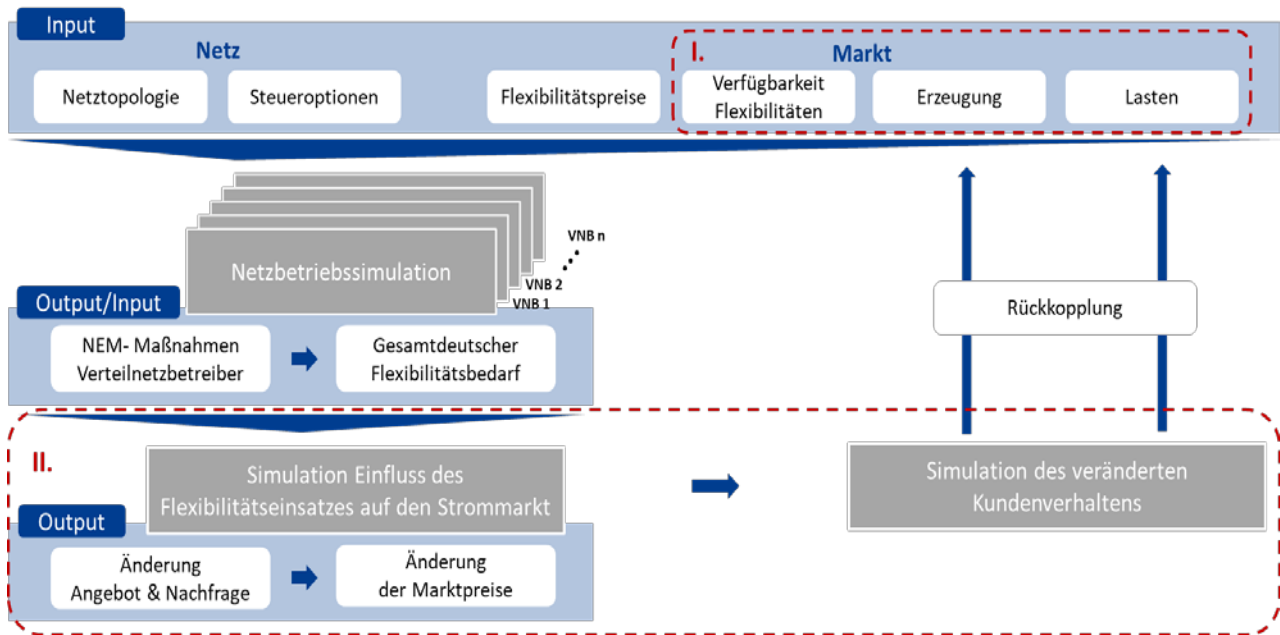 Input
Netz
I.
Markt
Netztopologie
Steueroptionen
Flexibilitätspreise
Verfügbarkeit
Flexibilitäten
Erzeugung
Lasten
Netzbetriebssimulation
VNB 1
VNB 2
VNB n
Output/Input
NEM- Maßnahmen
Verteilnetzbetreiber
Gesamtdeutscher
Flexibilitätsbedarf
Rückkopplung
II.
Simulation Einfluss des
Flexibilitätseinsatzes auf den Strommarkt
Simulation des veränderten
Kundenverhaltens
Output
Änderung
Angebot & Nachfrage
Änderung
der Marktpreise